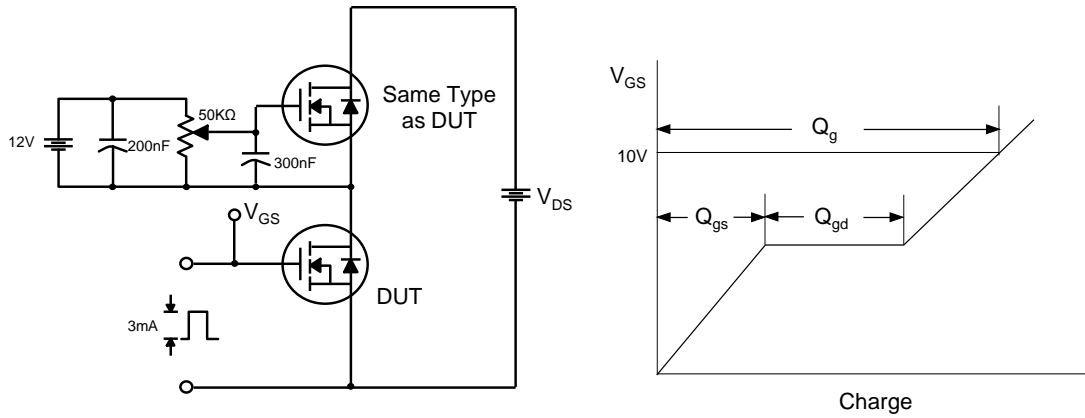 12V
200nF
50KΩ
300nF
Same Type
as DUT
V_DS
V_GS
DUT
3mA
V_GS
10V
Q_g
Q_gs
Q_gd
Charge